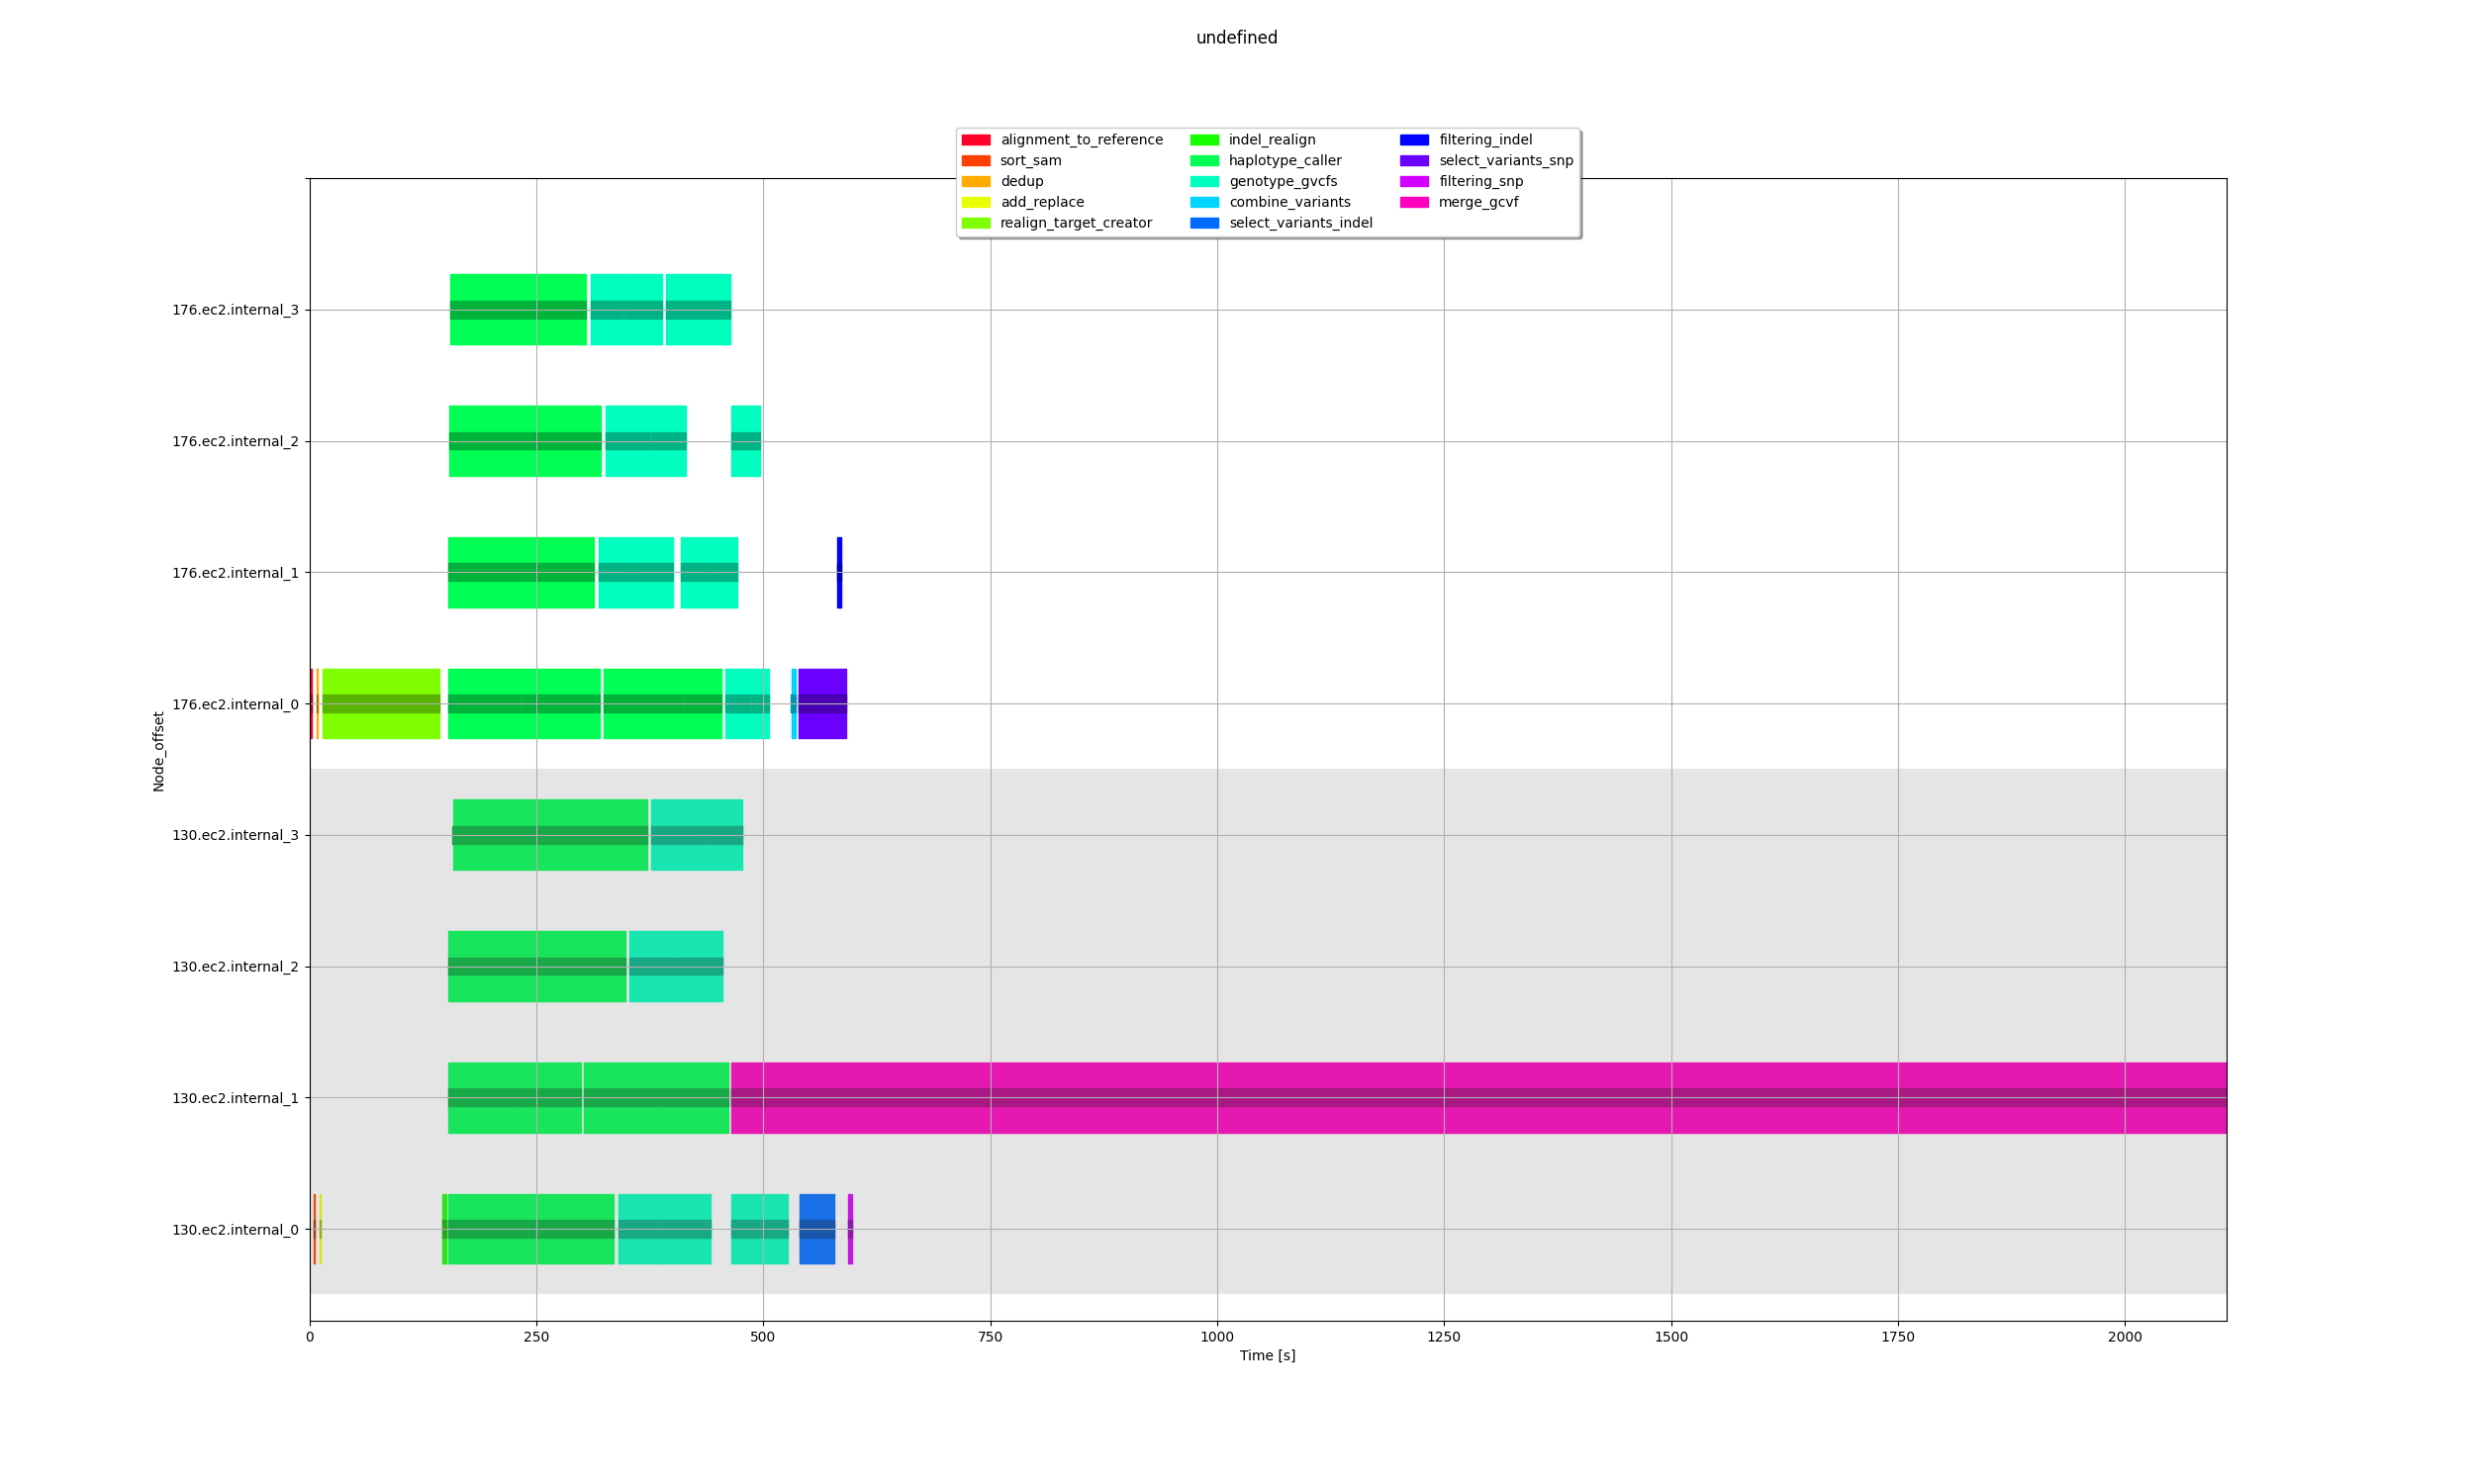 undefined
alignment_to_reference
sort_sam
dedup
add_replace
realign_target_creator
indel_realign
haplotype_caller
genotype_gvcfs
combine_variants
select_variants_indel
filtering_indel
select_variants_snp
filtering_snp
merge_gcvf
Node_offset
176.ec2.internal_3
176.ec2.internal_2
176.ec2.internal_1
176.ec2.internal_0
130.ec2.internal_3
130.ec2.internal_2
130.ec2.internal_1
130.ec2.internal_0
0 250 500 750 1000 1250 1500 1750 2000
Time [s]